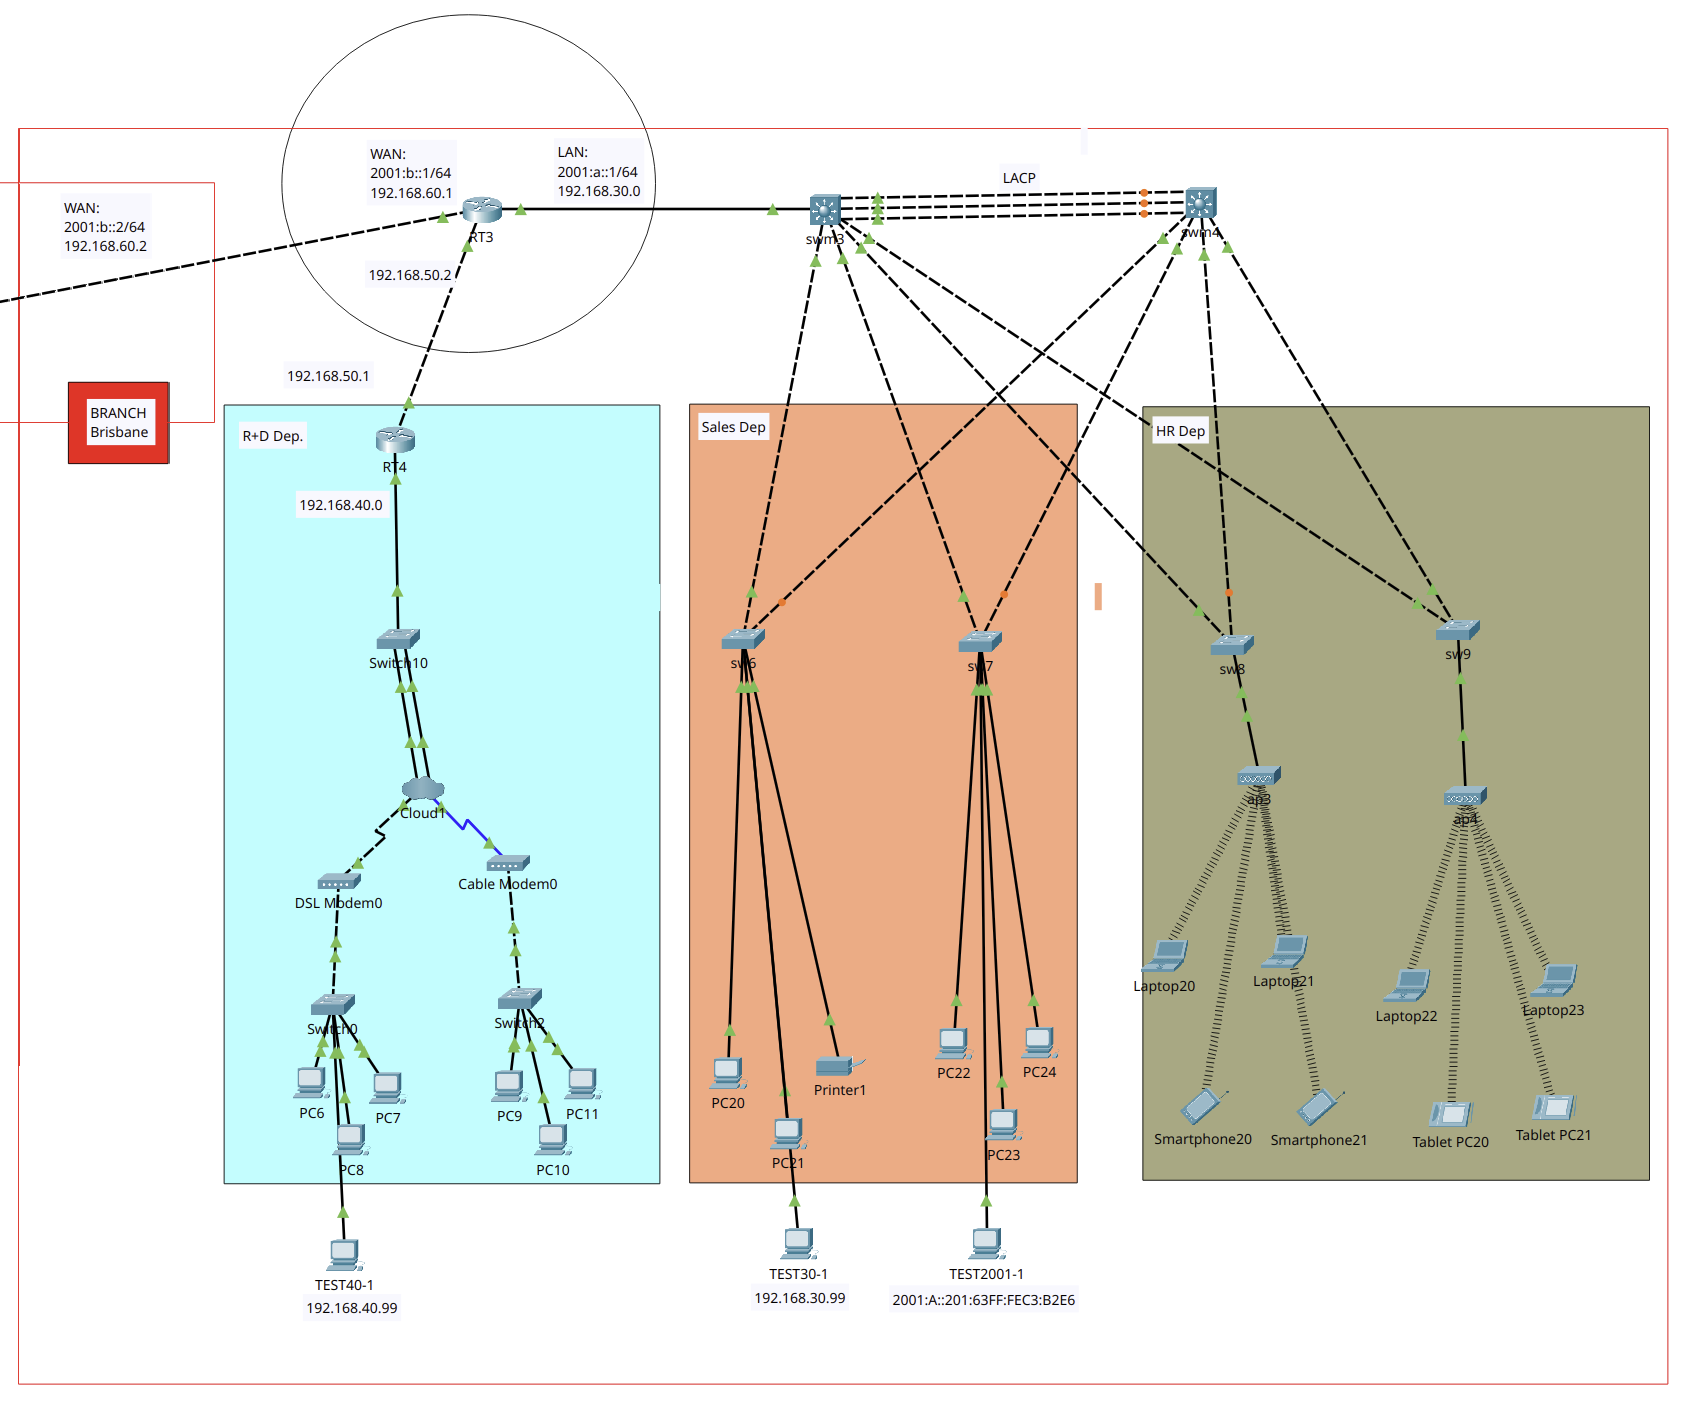 WAN:
2001:b::1/64
192.168.60.1
LAN:
2001:a::1/64
192.168.30.0
LACP
WAN:
2001:b::2/64
192.168.60.2
RT3
swm3
swm4
192.168.50.2
192.168.50.1
BRANCH
Brisbane
R+D Dep.
Sales Dep
HR Dep
RT4
192.168.40.0
Switch10
sw6
sw7
sw8
sw9
Cloud1
ap3
ap4
DSL Modem0
Cable Modem0
Switch0
Switch2
Laptop20
Laptop21
Laptop22
Laptop23
PC6
PC7
PC8
PC9
PC11
PC10
PC20
Printer1
PC21
PC22
PC24
PC23
Smartphone20
Smartphone21
Tablet PC20
Tablet PC21
TEST40-1
192.168.40.99
TEST30-1
192.168.30.99
TEST2001-1
2001:A::201:63FF:FEC3:B2E6